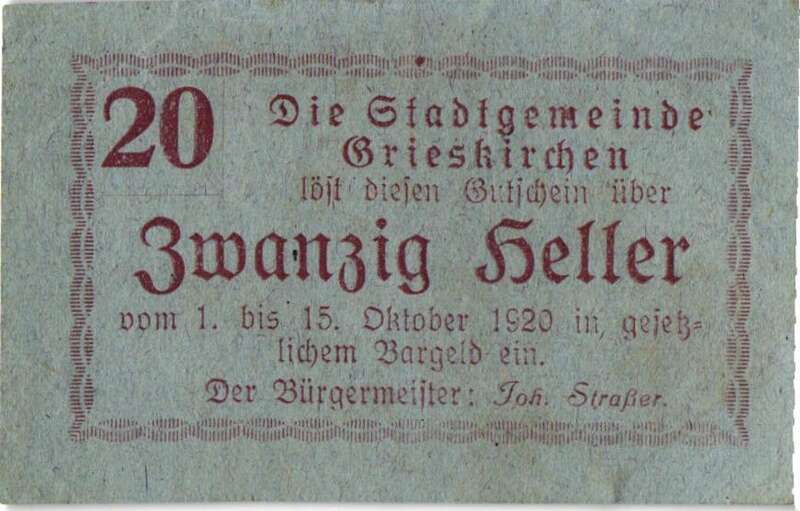 20
Die Stadtgemeinde
Grieskirchen
löst diesen Gutschein über
Zwanzig Heller
vom 1. bis 15. Oktober 1920 in gesetz=
lichem Bargeld ein.
Der Bürgermeister: Joh. Straßer.